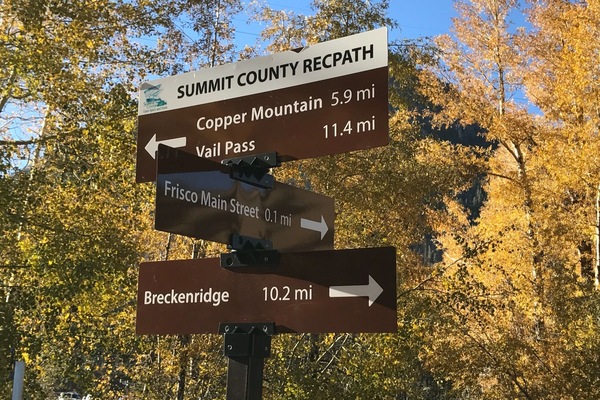 SUMMIT COUNTY RECPATH
Copper Mountain 5.9 mi
Vail Pass 11.4 mi
Frisco Main Street 0.1 mi
Breckenridge 10.2 mi